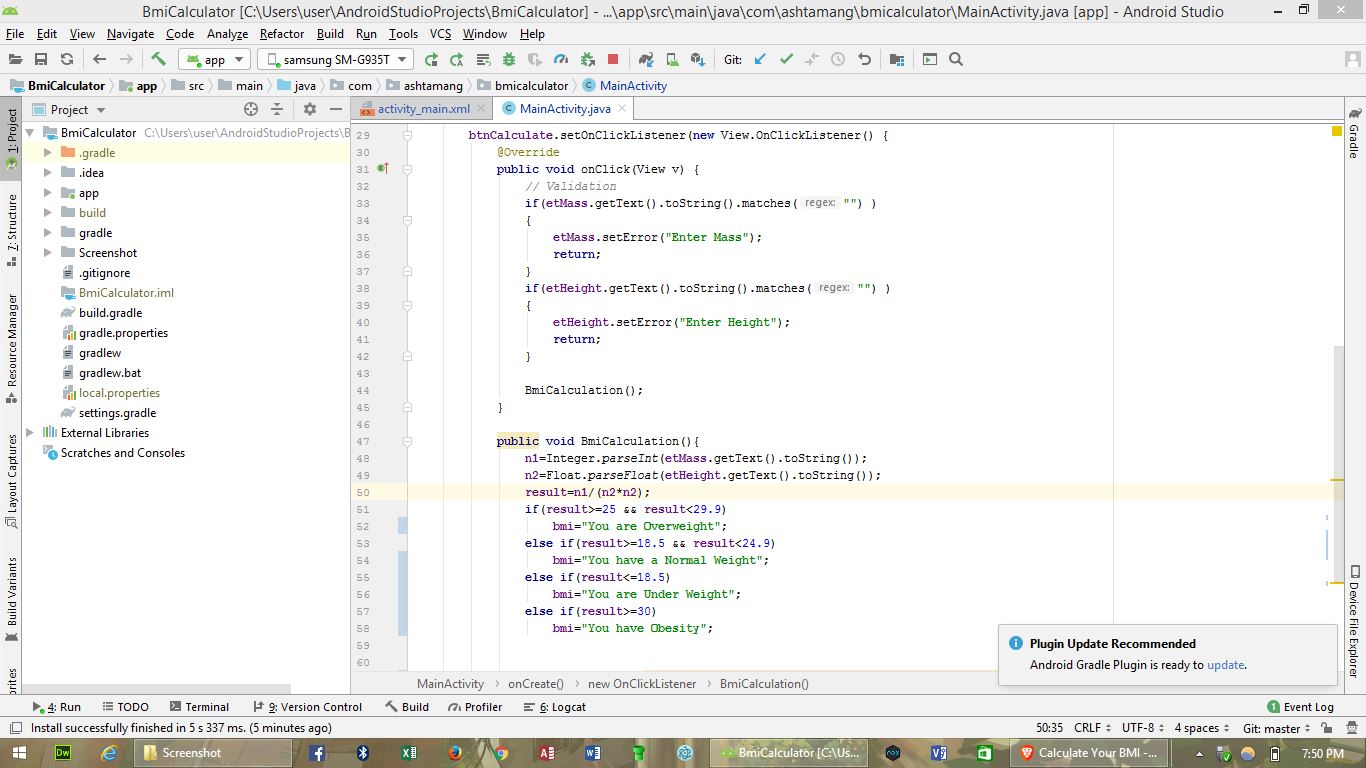 BmiCalculator [C:\Users\user\AndroidStudioProjects\BmiCalculator] - ...\app\src\main\java\com\ashtamang\bmicalculator\MainActivity.java [app] - Android Studio
File Edit View Navigate Code Analyze Refactor Build Run Tools VCS Window Help
app samsung SM-G935T Git:
BmiCalculator app src main java com ashtamang bmicalculator MainActivity
Project activity_main.xml MainActivity.java
1: Project
7: Structure
Resource Manager
Layout Captures
Build Variants
BmiCalculator C:\Users\user\AndroidStudioProjects\B
.gradle
.idea
app
build
gradle
Screenshot
.gitignore
BmiCalculator.iml
build.gradle
gradle.properties
gradlew
gradlew.bat
local.properties
settings.gradle
External Libraries
Scratches and Consoles
29 btnCalculate.setOnClickListener(new View.OnClickListener() {
30 @Override
31 public void onClick(View v) {
32 // Validation
33 if(etMass.getText().toString().matches( regex: "") )
34 {
35 etMass.setError("Enter Mass");
36 return;
37 }
38 if(etHeight.getText().toString().matches( regex: "") )
39 {
40 etHeight.setError("Enter Height");
41 return;
42 }
43
44 BmiCalculation();
45 }
46
47 public void BmiCalculation(){
48 n1=Integer.parseInt(etMass.getText().toString());
49 n2=Float.parseFloat(etHeight.getText().toString());
50 result=n1/(n2*n2);
51 if(result>=25 && result<29.9)
52 bmi="You are Overweight";
53 else if(result>=18.5 && result<24.9)
54 bmi="You have a Normal Weight";
55 else if(result<=18.5)
56 bmi="You are Under Weight";
57 else if(result>=30)
58 bmi="You have Obesity";
59
60
Gradle
Device File Explorer
Plugin Update Recommended
Android Gradle Plugin is ready to update.
MainActivity onCreate() new OnClickListener BmiCalculation()
4: Run TODO Terminal 9: Version Control Build Profiler 6: Logcat 1 Event Log
Install successfully finished in 5 s 337 ms. (5 minutes ago) 50:35 CRLF UTF-8 4 spaces Git: master
Dw Screenshot BmiCalculator [C:\Us... Calculate Your BMI - ... 7:50 PM